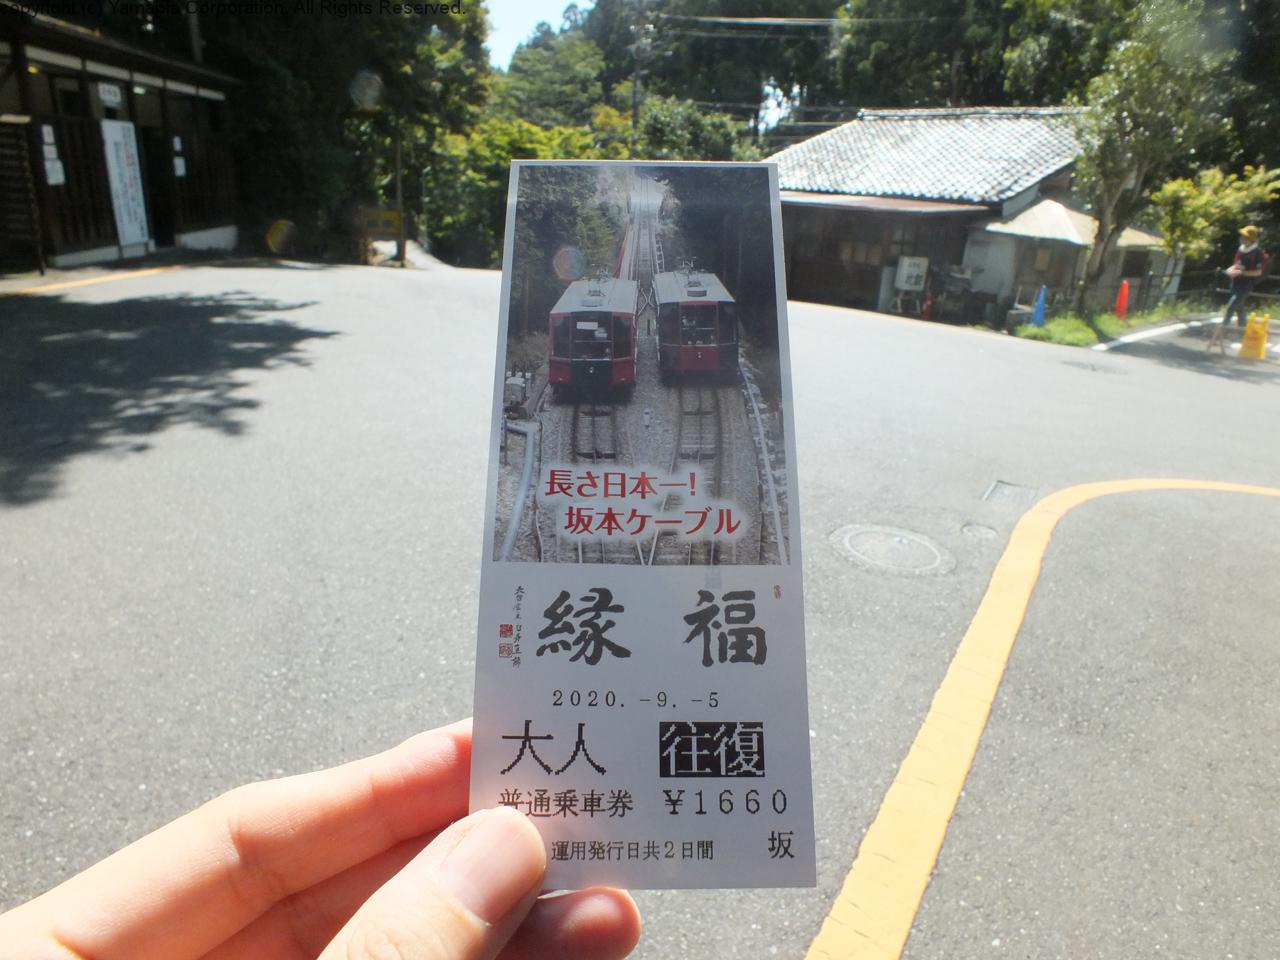 copyright (c) Yamapla Corporation. All Rights Reserved.
長さ日本一!
坂本ケーブル
縁 福
2020.-9.-5
大人 往復
普通乗車券 ¥1660
運用発行日共2日間
坂